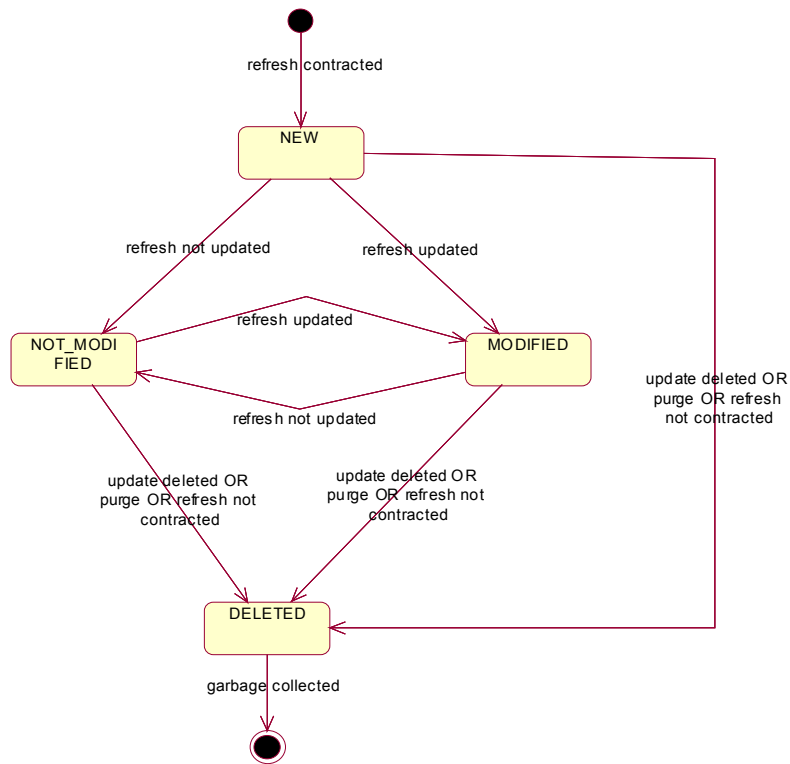 refresh contracted
NEW
refresh not updated
refresh updated
refresh updated
NOT_MODI
FIED
MODIFIED
refresh not updated
update deleted OR
purge OR refresh
not contracted
update deleted OR
purge OR refresh not
contracted
update deleted OR
purge OR refresh not
contracted
DELETED
garbage collected